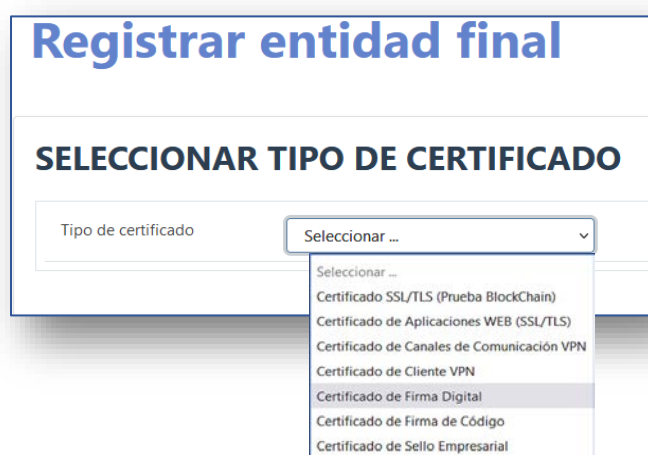 Registrar entidad final
SELECCIONAR TIPO DE CERTIFICADO
Tipo de certificado
Seleccionar ...
Seleccionar ...
Certificado SSL/TLS (Prueba BlockChain)
Certificado de Aplicaciones WEB (SSL/TLS)
Certificado de Canales de Comunicación VPN
Certificado de Cliente VPN
Certificado de Firma Digital
Certificado de Firma de Código
Certificado de Sello Empresarial